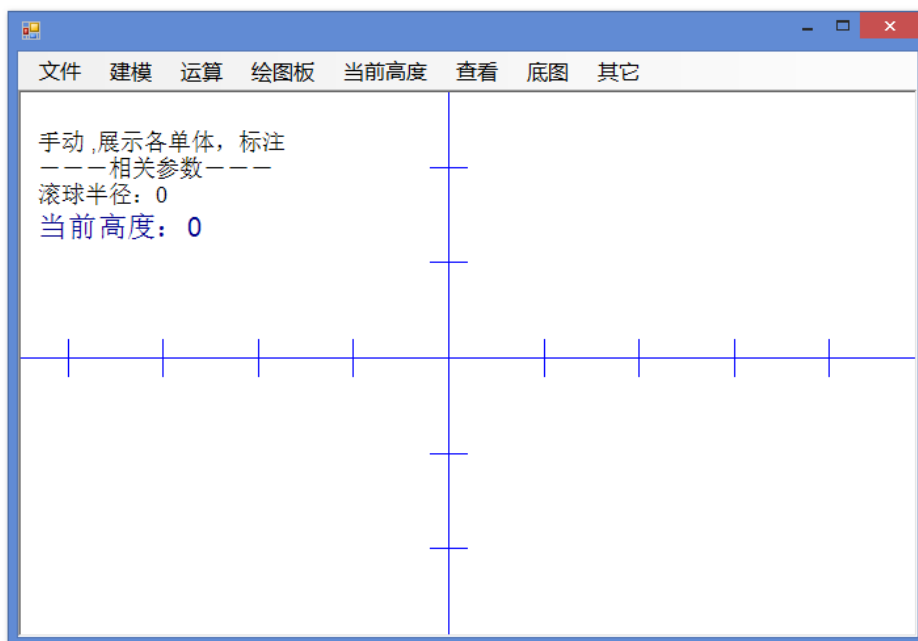 文件 建模 运算 绘图板 当前高度 查看 底图 其它
手动 ,展示各单体，标注
－－－相关参数－－－
滚球半径：0
当前高度：0